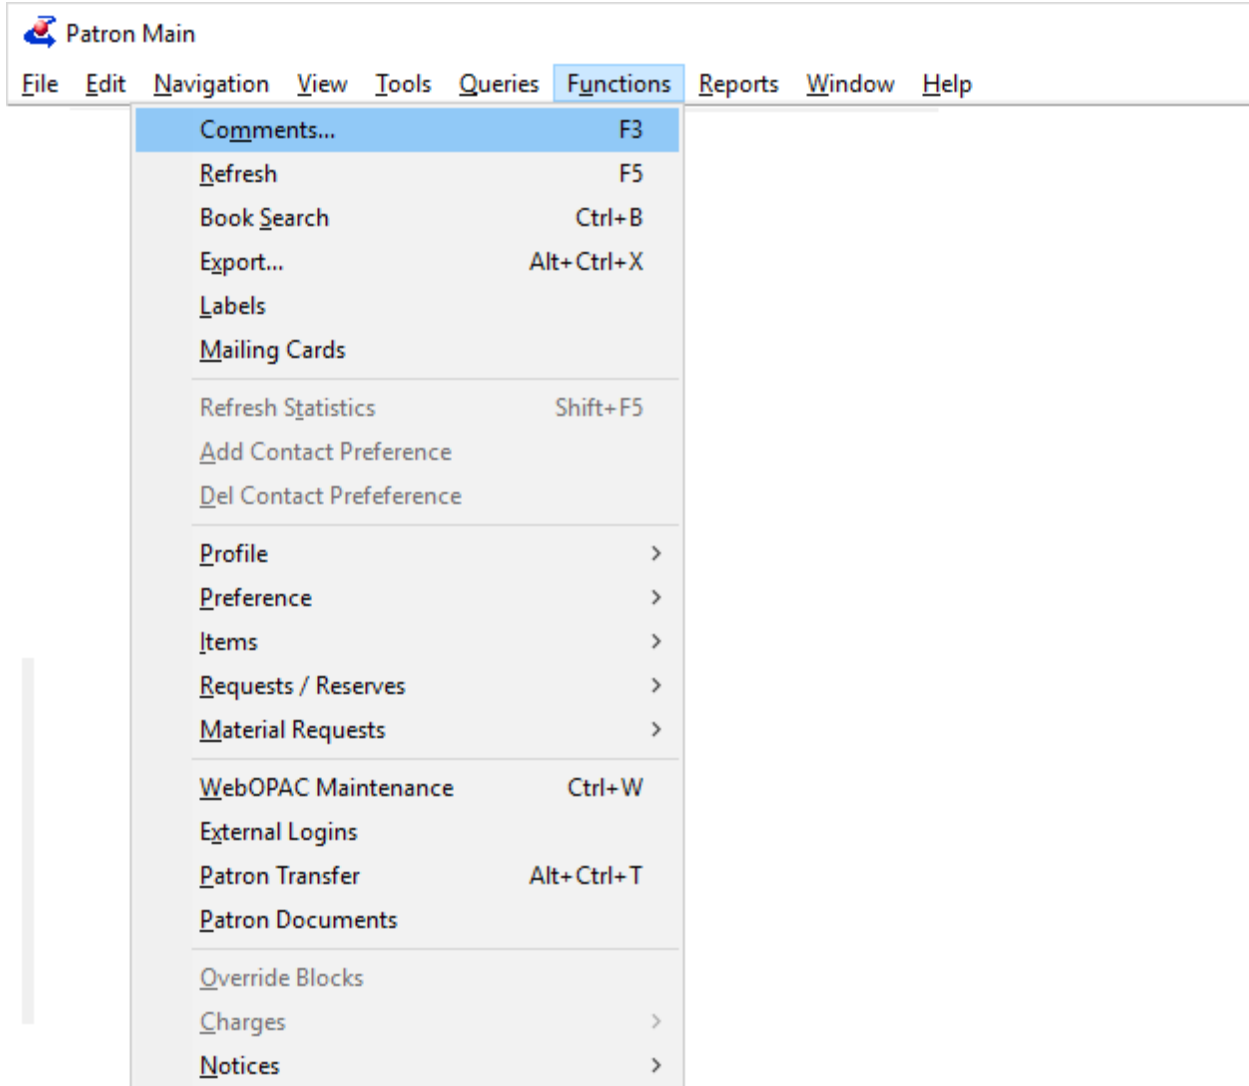 Patron Main
File Edit Navigation View Tools Queries Functions Reports Window Help
Comments... F3
Refresh F5
Book Search Ctrl+B
Export... Alt+Ctrl+X
Labels
Mailing Cards
Refresh Statistics Shift+F5
Add Contact Preference
Del Contact Prefeference
Profile >
Preference >
Items >
Requests / Reserves >
Material Requests >
WebOPAC Maintenance Ctrl+W
External Logins
Patron Transfer Alt+Ctrl+T
Patron Documents
Override Blocks
Charges >
Notices >